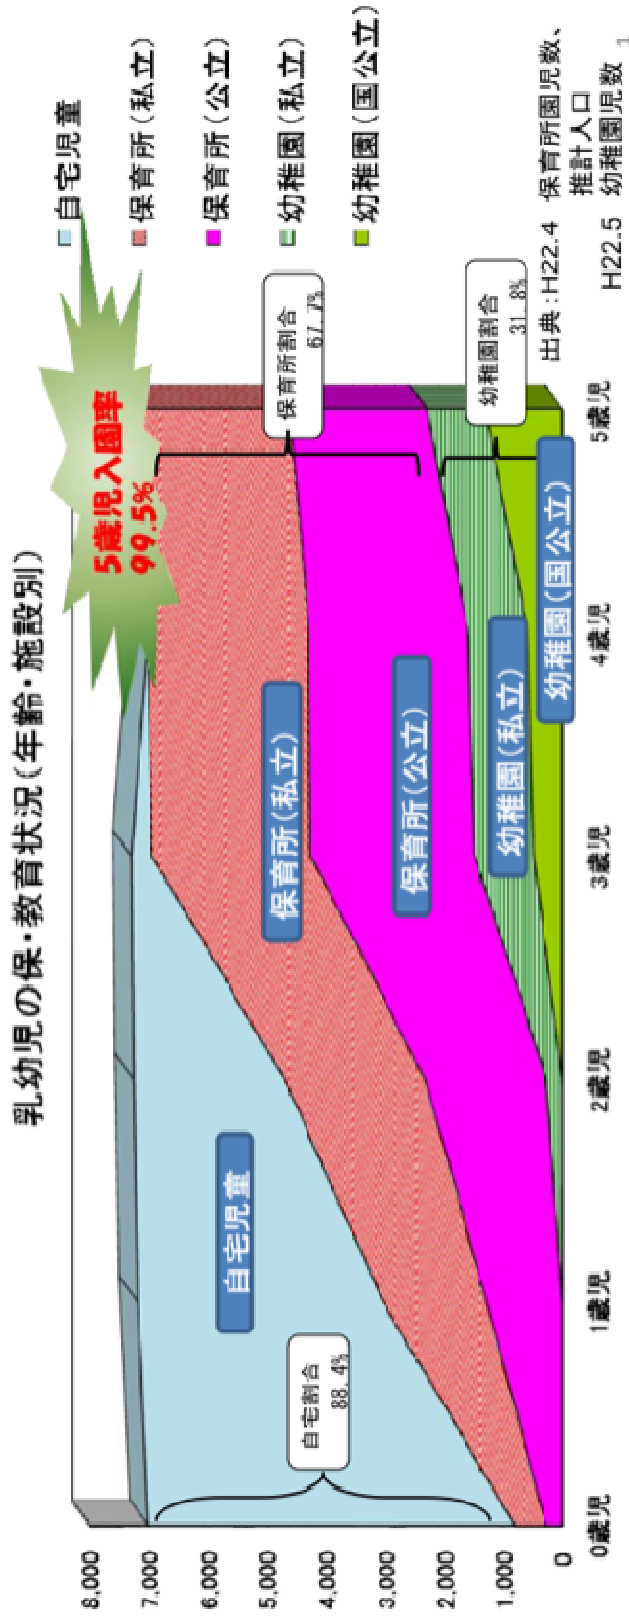 乳幼児の保・教育状況(年齢・施設別)
8,000
7,000
6,000
5,000
4,000
3,000
2,000
1,000
0
0歳児
1歳児
2歳児
3歳児
4歳児
5歳児
自宅割合
88.4%
自宅児童
保育所(私立)
保育所(公立)
幼稚園(私立)
幼稚園(国公立)
5歳児入園率
99.5%
保育所割合
67.7%
幼稚園割合
31.8%
自宅児童
保育所(私立)
保育所(公立)
幼稚園(私立)
幼稚園(国公立)
出典:H22.4 保育所園児数、
推計人口
H22.5 幼稚園児数
1